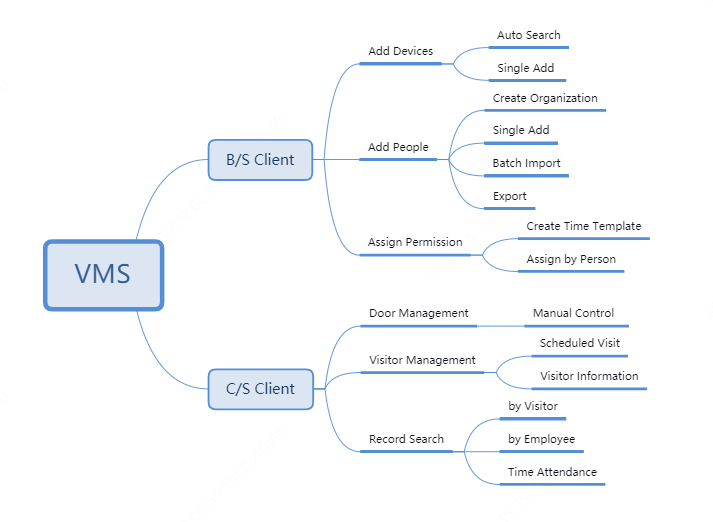 VMS
B/S Client
Add Devices
Auto Search
Single Add
Add People
Create Organization
Single Add
Batch Import
Export
Assign Permission
Create Time Template
Assign by Person
C/S Client
Door Management
Manual Control
Visitor Management
Scheduled Visit
Visitor Information
Record Search
by Visitor
by Employee
Time Attendance